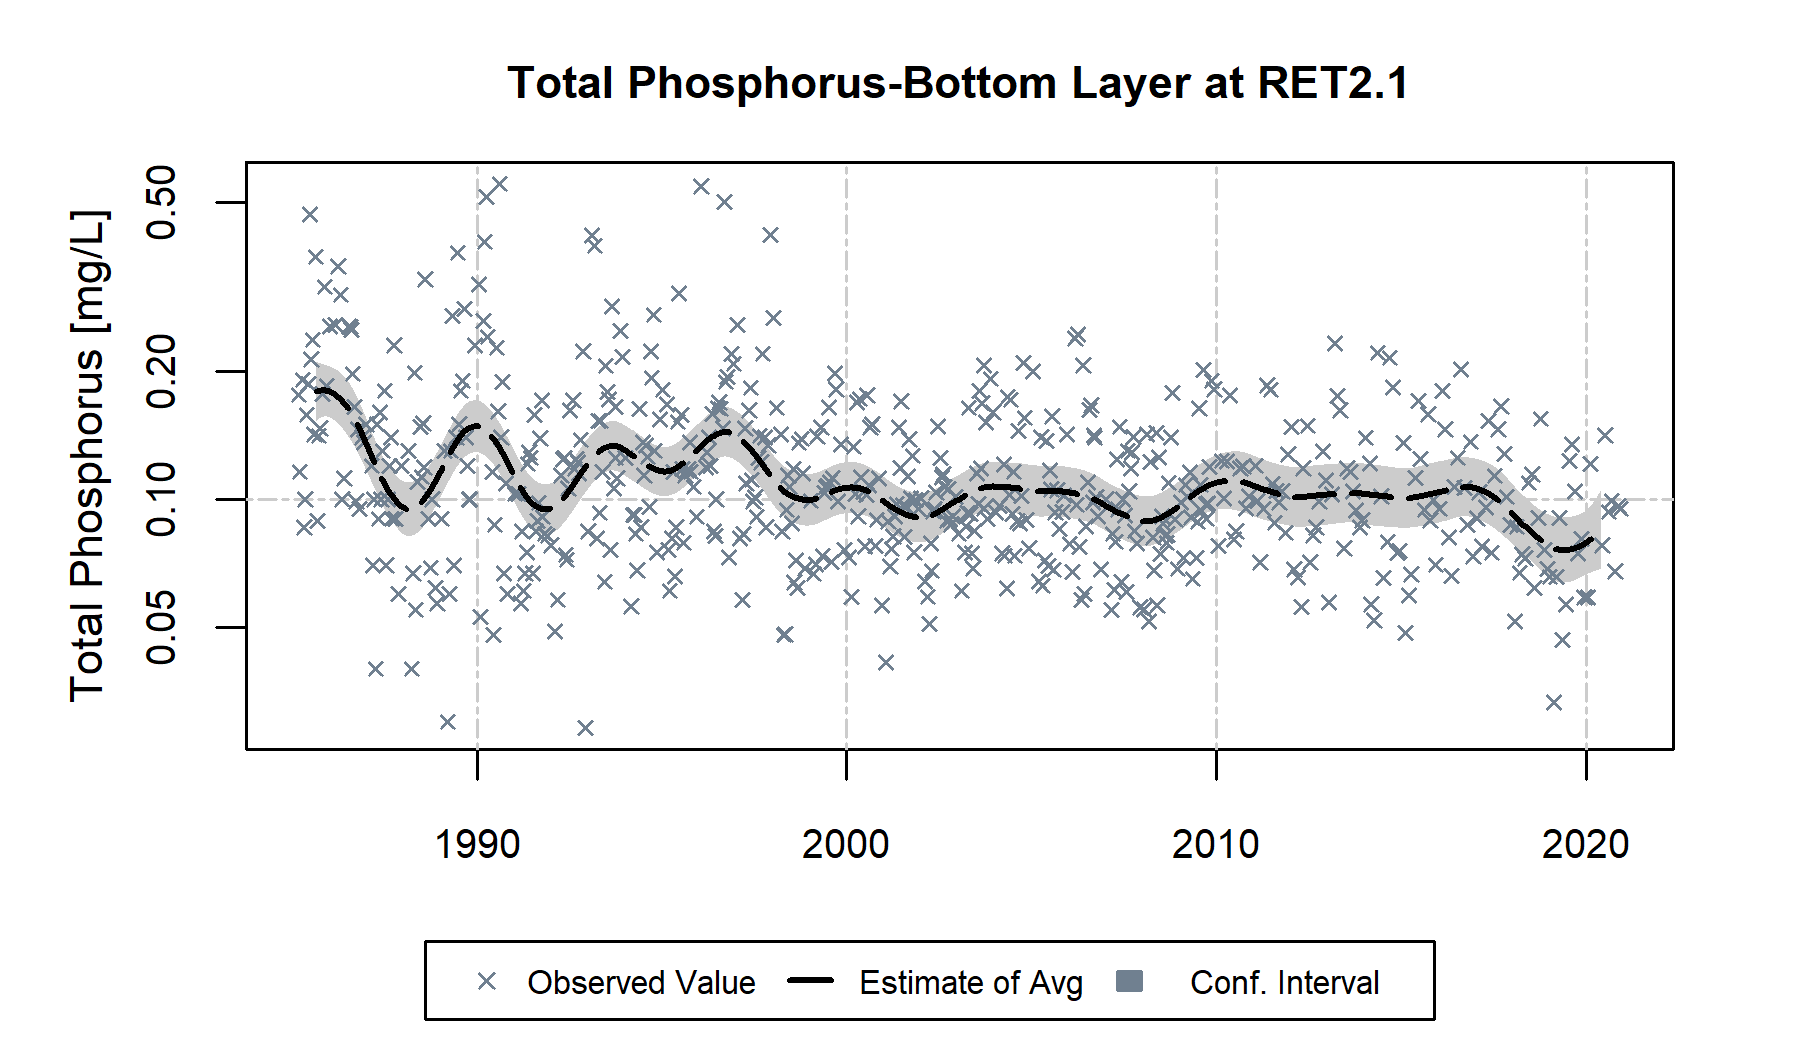 Total Phosphorus-Bottom Layer at RET2.1
Total Phosphorus [mg/L]
0.50
0.20
0.10
0.05
1990 2000 2010 2020
Observed Value Estimate of Avg Conf. Interval